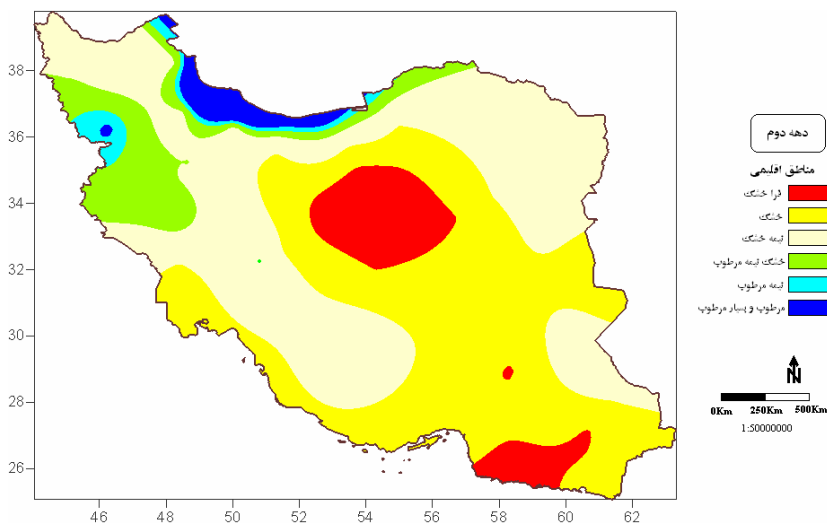 38
36
34
32
30
28
26
46
48
50
52
54
56
58
60
62
دهه دوم
مناطق اقلیمی
فرا خشک
خشک
نیمه خشک
خشک نیمه مرطوب
نیمه مرطوب
مرطوب و بسیار مرطوب
N
0Km 250Km 500Km
1:50000000